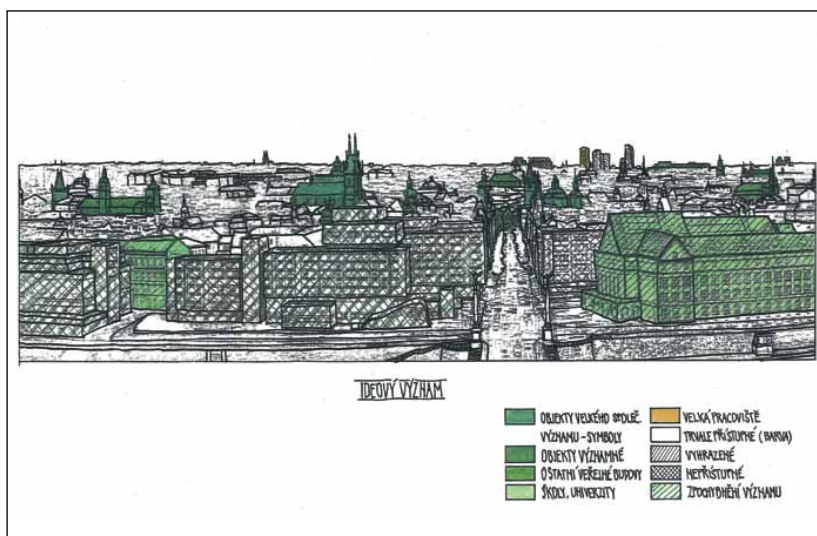 IDEOVÝ VÝZNAM
OBJEKTY VELKÉHO SPOLEČ.
VÝZNAMU - SYMBOLY
OBJEKTY VÝZNAMNÉ
OSTATNÍ VEŘEJNÉ BUDOVY
ŠKOLY, UNIVERZITY
VELKÁ PRACOVIŠTĚ
TRVALE PŘÍSTUPNÉ (BARVA)
VYHRAZENÉ
NEPŘÍSTUPNÉ
ZPOCHYBNĚNÍ VÝZNAMU